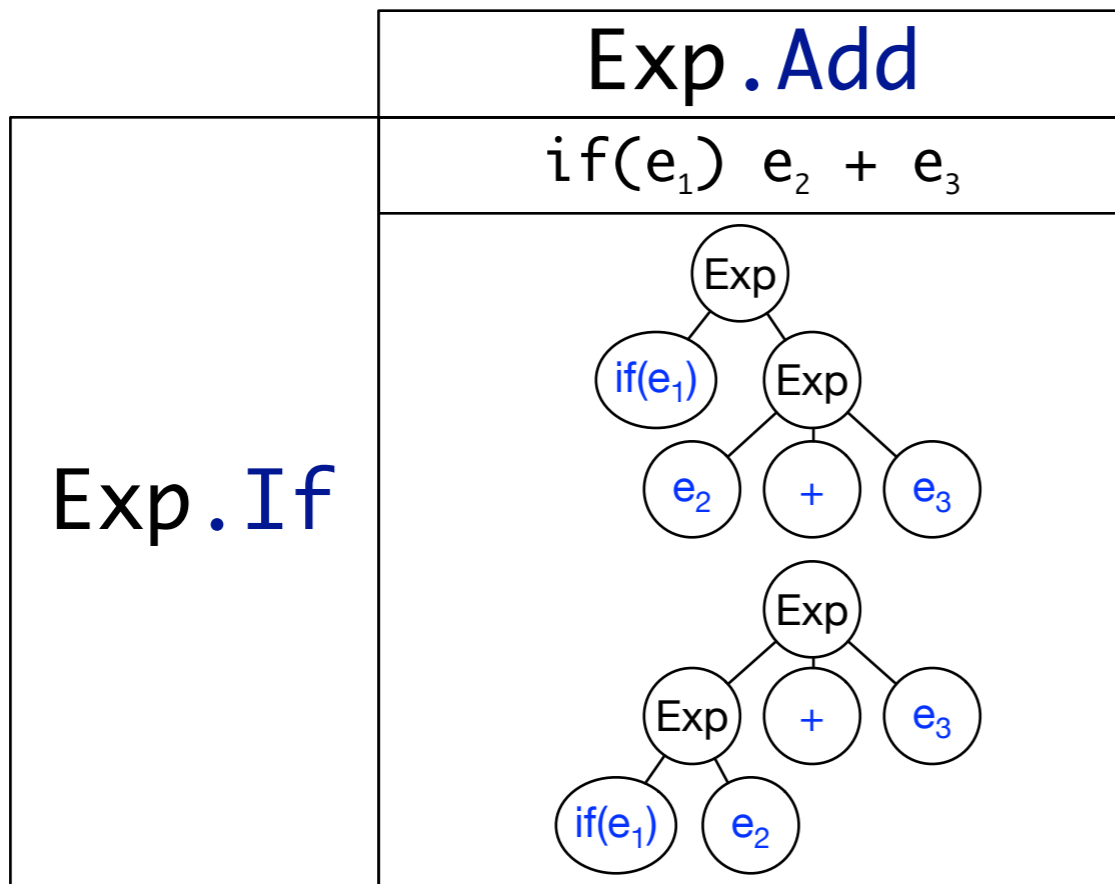 Exp.Add
if(e₁) e₂ + e₃
Exp.If
Exp
if(e₁) Exp
e₂ + e₃
Exp
Exp + e₃
if(e₁) e₂